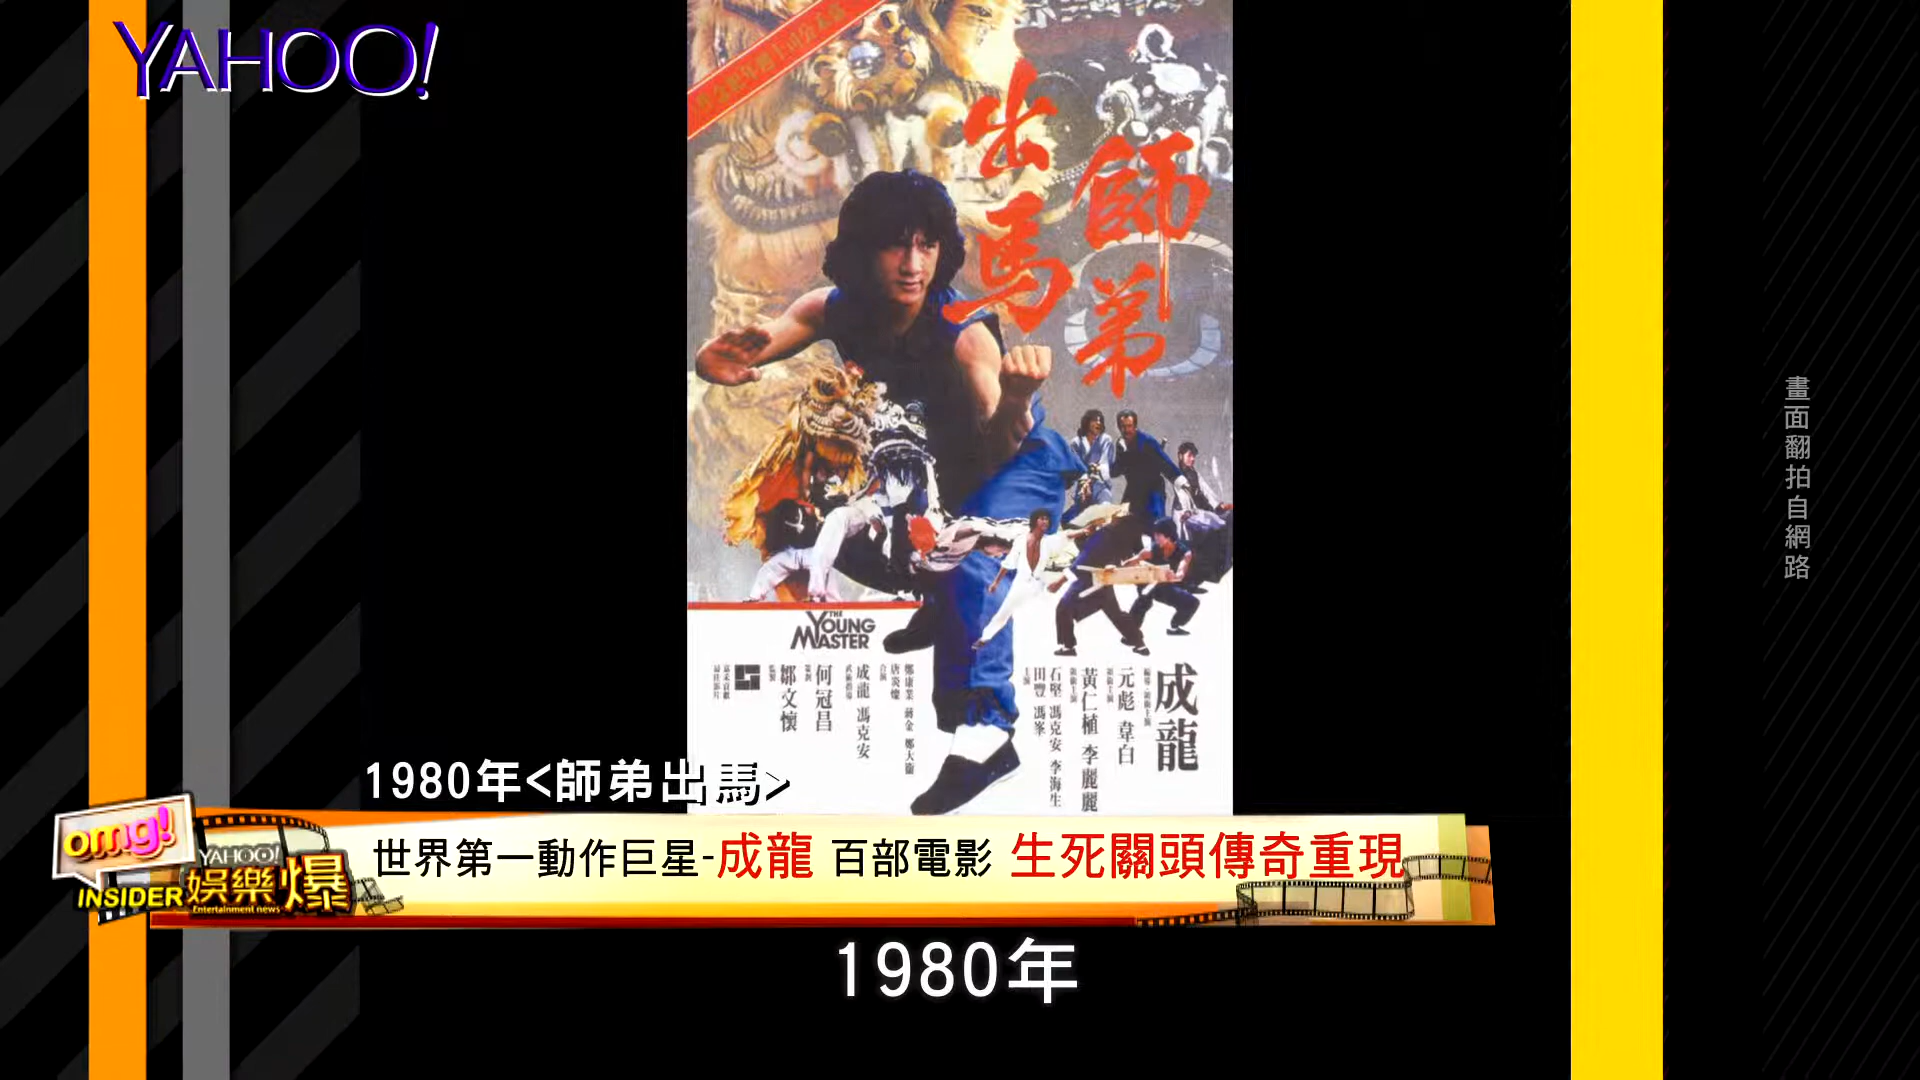 YAHOO!
師弟
出馬
THE
YOUNG
MASTER
成龍
元彪 韋白
黃仁植 李麗麗
石堅 馮克安 李海生
田豐 馮峯
鄭康業 蔣金 鄭大衛
唐炎燦
成龍 馮克安
何冠昌
鄒文懷
畫面翻拍自網路
1980年<師弟出馬>
omg!
INSIDER
YAHOO!
娛樂爆
Entertainment news
世界第一動作巨星-成龍 百部電影 生死關頭傳奇重現
1980年